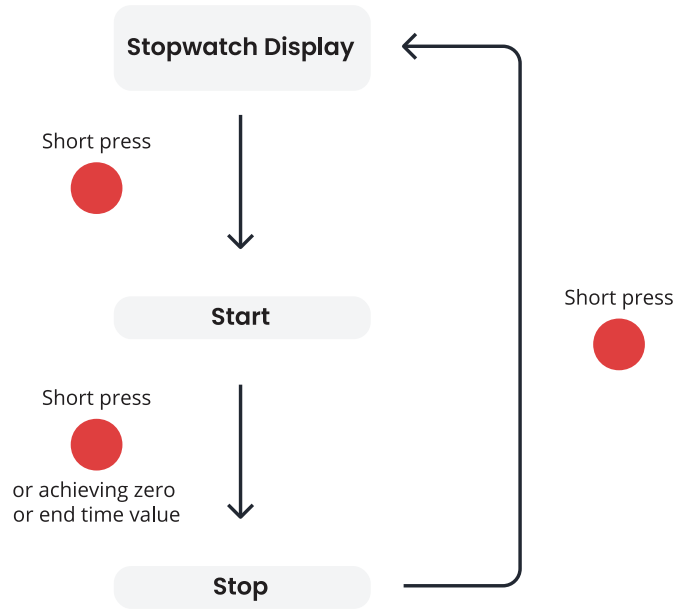 Stopwatch Display
Short press
Start
Short press
Short press
or achieving zero
or end time value
Stop